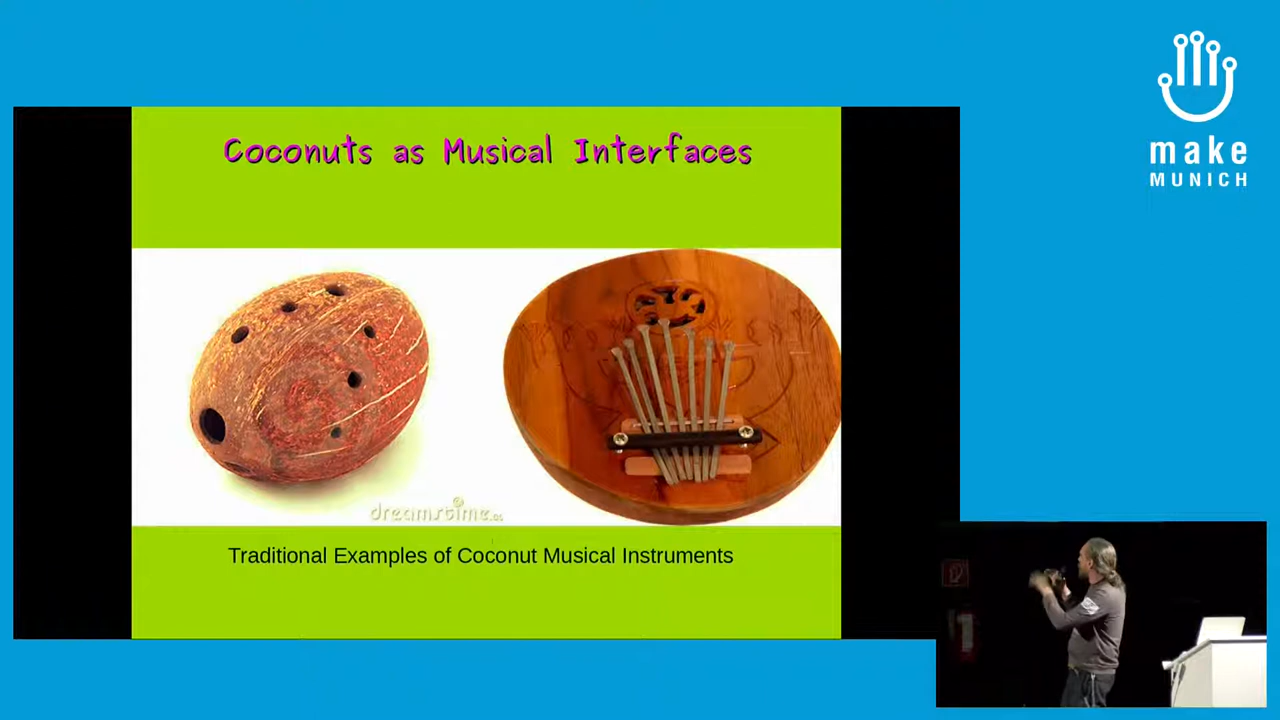 make
MUNICH
Coconuts as Musical Interfaces
dreamstime.
Traditional Examples of Coconut Musical Instruments